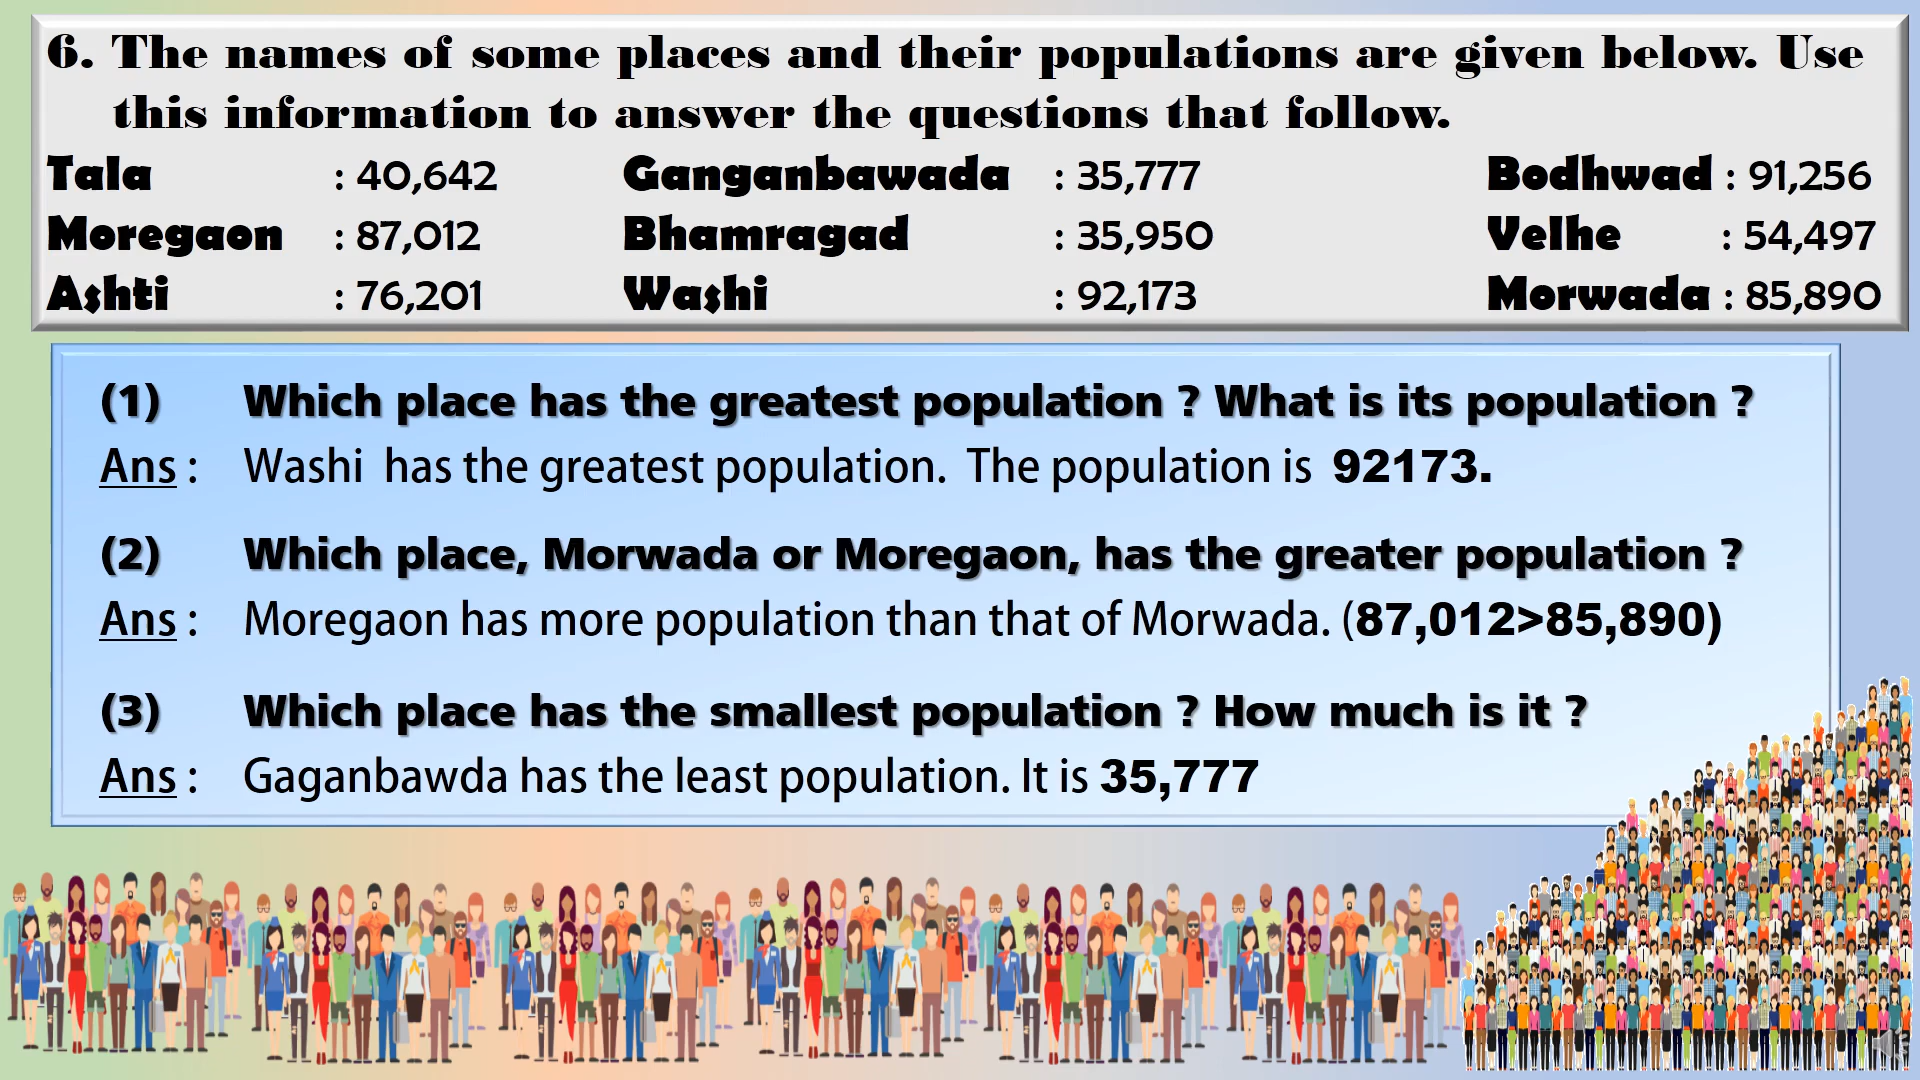 6. The names of some places and their populations are given below. Use
this information to answer the questions that follow.
Tala : 40,642 Ganganbawada : 35,777 Bodhwad : 91,256
Moregaon : 87,012 Bhamragad : 35,950 Velhe : 54,497
Ashti : 76,201 Washi : 92,173 Morwada : 85,890
(1) Which place has the greatest population ? What is its population ?
Ans : Washi has the greatest population. The population is 92173.
(2) Which place, Morwada or Moregaon, has the greater population ?
Ans : Moregaon has more population than that of Morwada. (87,012>85,890)
(3) Which place has the smallest population ? How much is it ?
Ans : Gaganbawda has the least population. It is 35,777